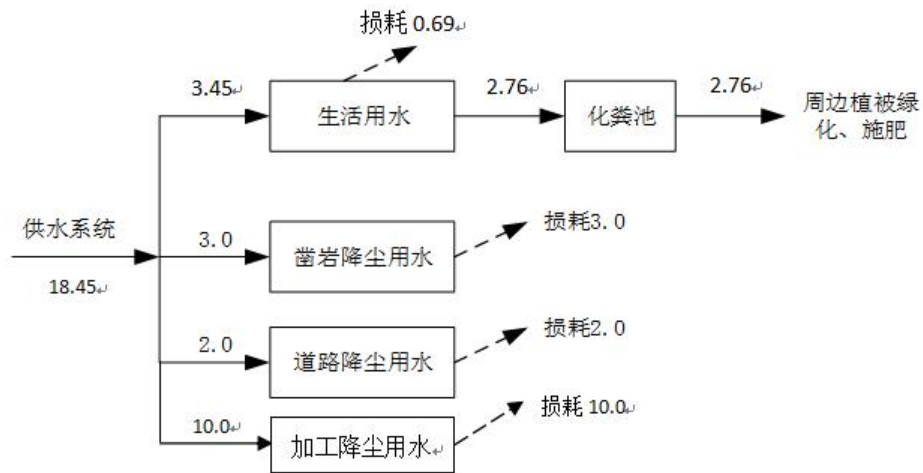 损耗 0.69
3.45
生活用水
2.76
化粪池
2.76
周边植被绿
化、施肥
供水系统
18.45
3.0
凿岩降尘用水
损耗3.0
2.0
道路降尘用水
损耗2.0
10.0
加工降尘用水
损耗 10.0